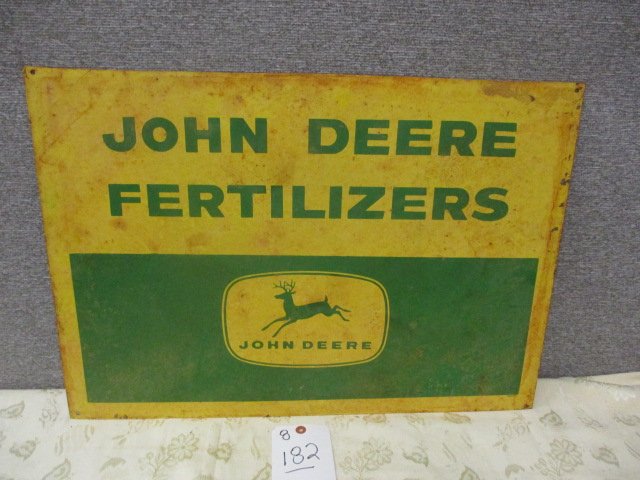 JOHN DEERE
FERTILIZERS
JOHN DEERE
8
182